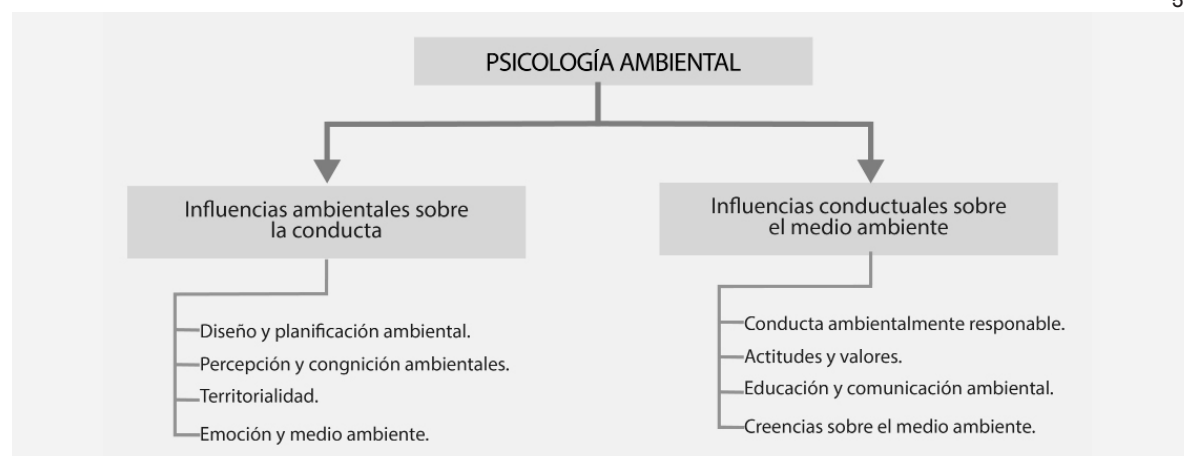 5
PSICOLOGÍA AMBIENTAL
Influencias ambientales sobre
la conducta
Diseño y planificación ambiental.
Percepción y congnición ambientales.
Territorialidad.
Emoción y medio ambiente.
Influencias conductuales sobre
el medio ambiente
Conducta ambientalmente responable.
Actitudes y valores.
Educación y comunicación ambiental.
Creencias sobre el medio ambiente.